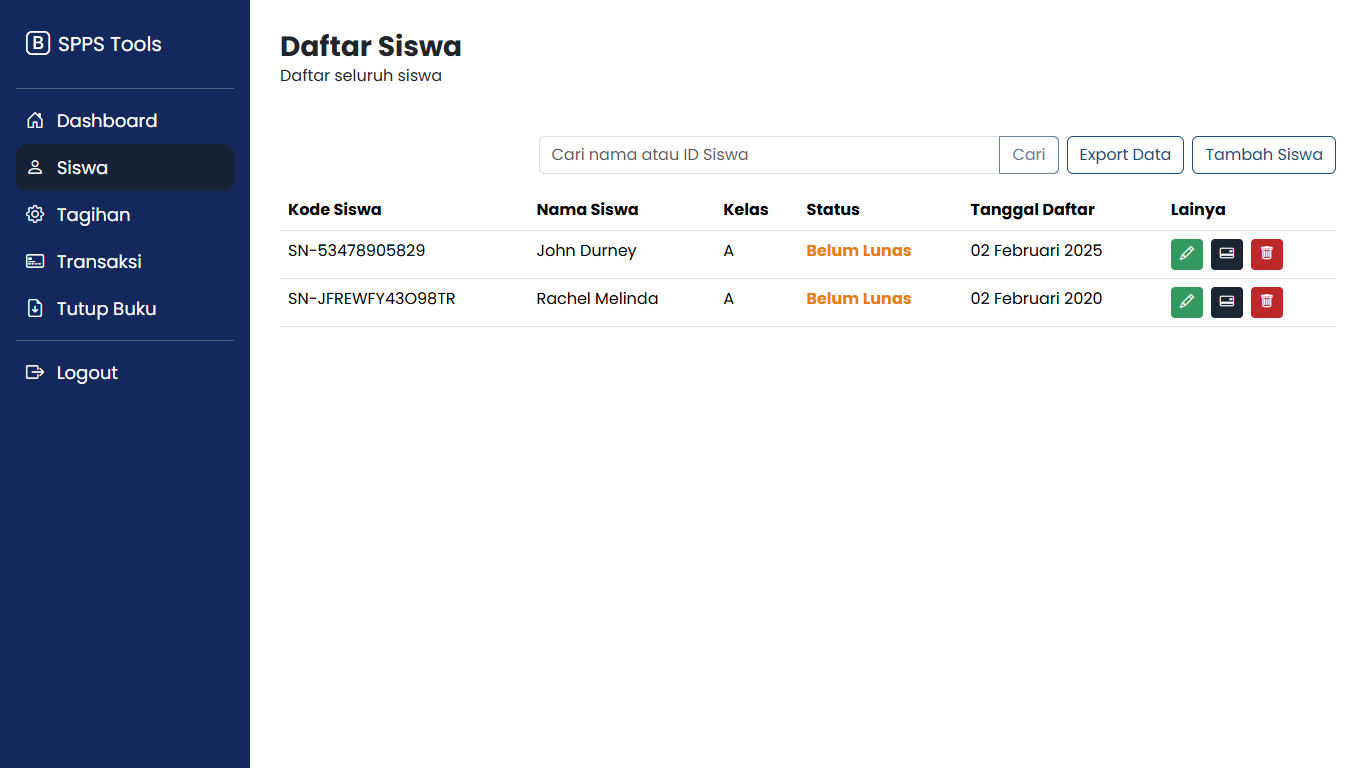 B SPPS Tools
Dashboard
Siswa
Tagihan
Transaksi
Tutup Buku
Logout
Daftar Siswa
Daftar seluruh siswa
Cari nama atau ID Siswa Cari Export Data Tambah Siswa
Kode Siswa Nama Siswa Kelas Status Tanggal Daftar Lainya
SN-53478905829 John Durney A Belum Lunas 02 Februari 2025
SN-JFREWFY43O98TR Rachel Melinda A Belum Lunas 02 Februari 2020